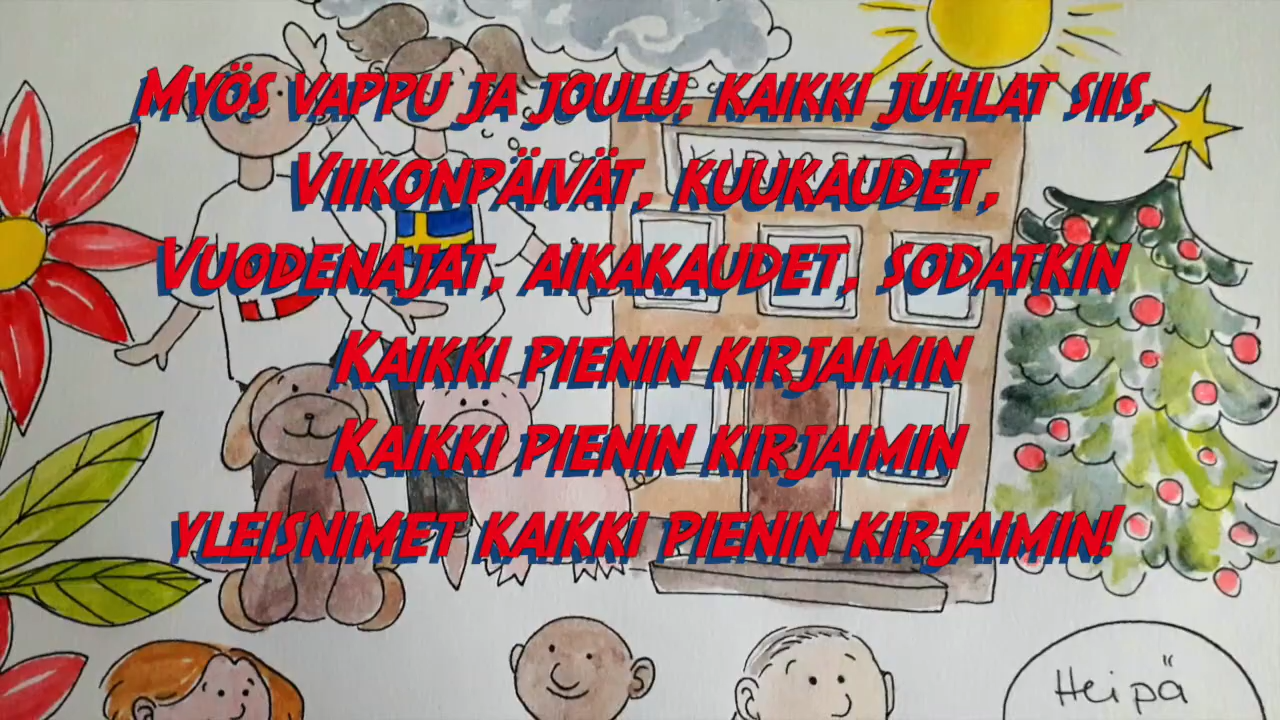 Myös vappu ja joulu, kaikki juhlat siis,
Viikonpäivät, kuukaudet,
Vuodenajat, aikakaudet, sodatkin
Kaikki pienin kirjaimin
Kaikki pienin kirjaimin
yleisnimet kaikki pienin kirjaimin!
Heipä